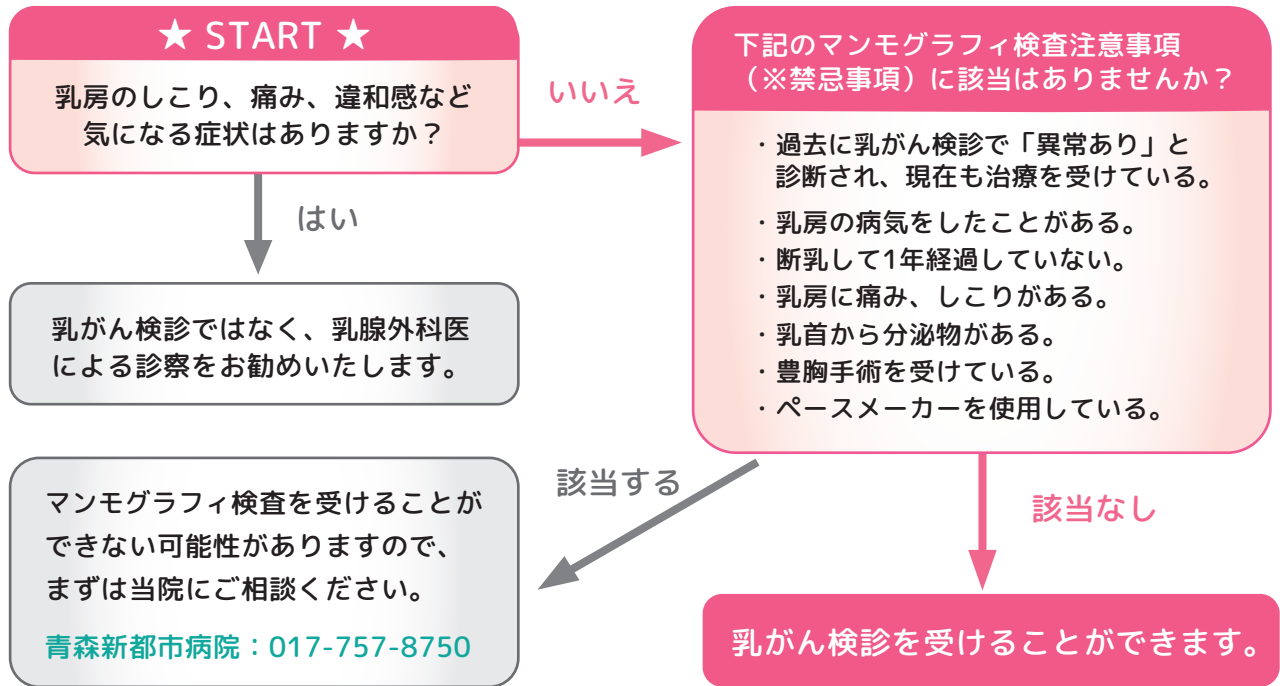 ★ START ★
乳房のしこり、痛み、違和感など
気になる症状はありますか？
いいえ
はい
乳がん検診ではなく、乳腺外科医
による診察をお勧めいたします。
下記のマンモグラフィ検査注意事項
（※禁忌事項）に該当はありませんか？
・過去に乳がん検診で「異常あり」と
診断され、現在も治療を受けている。
・乳房の病気をしたことがある。
・断乳して1年経過していない。
・乳房に痛み、しこりがある。
・乳首から分泌物がある。
・豊胸手術を受けている。
・ペースメーカーを使用している。
該当する
マンモグラフィ検査を受けることが
できない可能性がありますので、
まずは当院にご相談ください。
青森新都市病院：017-757-8750
該当なし
乳がん検診を受けることができます。